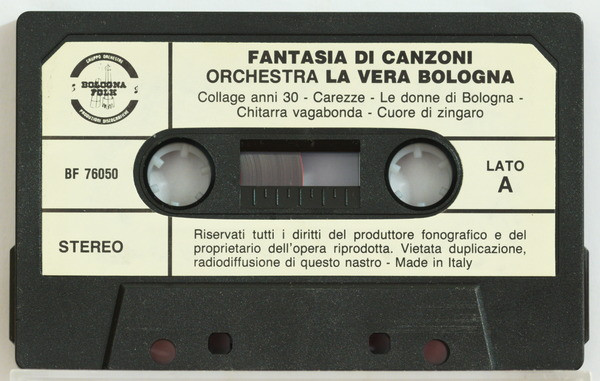 GRUPPO ORCHESTRE
BOLOGNA
FOLK
FANTASIA DI CANZONI
ORCHESTRA LA VERA BOLOGNA
Collage anni 30 - Carezze - Le donne di Bologna -
Chitarra vagabonda - Cuore di zingaro
BF 76050
LATO
A
STEREO
Riservati tutti i diritti del produttore fonografico e del
proprietario dell'opera riprodotta. Vietata duplicazione,
radiodiffusione di questo nastro - Made in Italy